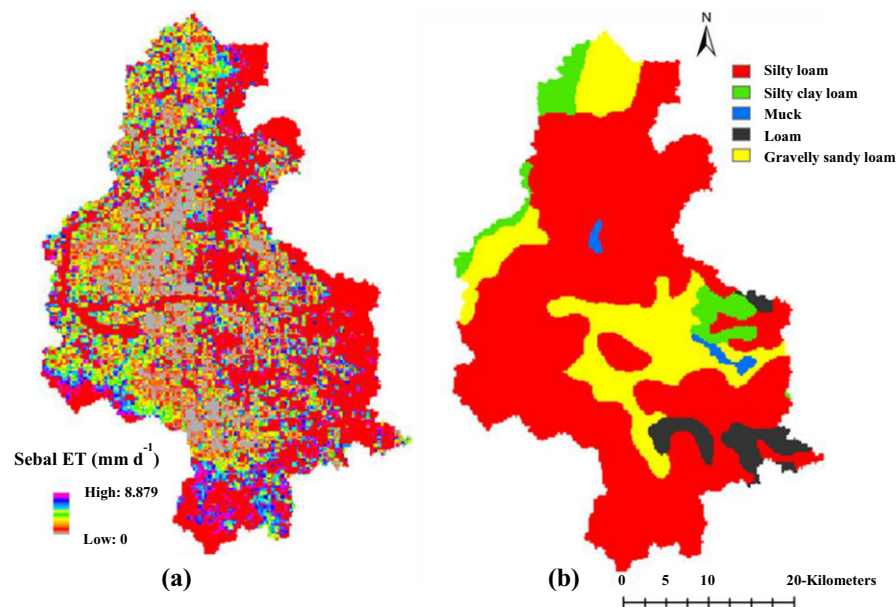 N
Silty loam
Silty clay loam
Muck
Loam
Gravelly sandy loam
Sebal ET (mm d-1)
High: 8.879
Low: 0
(a)
(b)
0 5 10 20-Kilometers